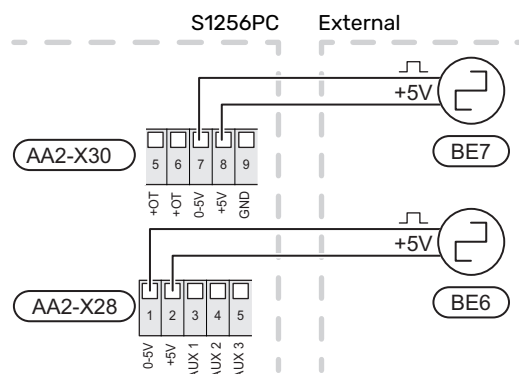 S1256PC External
+5V
BE7
AA2-X30
5 6 7 8 9
+OT +OT 0-5V +5V GND
+5V
BE6
AA2-X28
1 2 3 4 5
0-5V +5V AUX 1 AUX 2 AUX 3